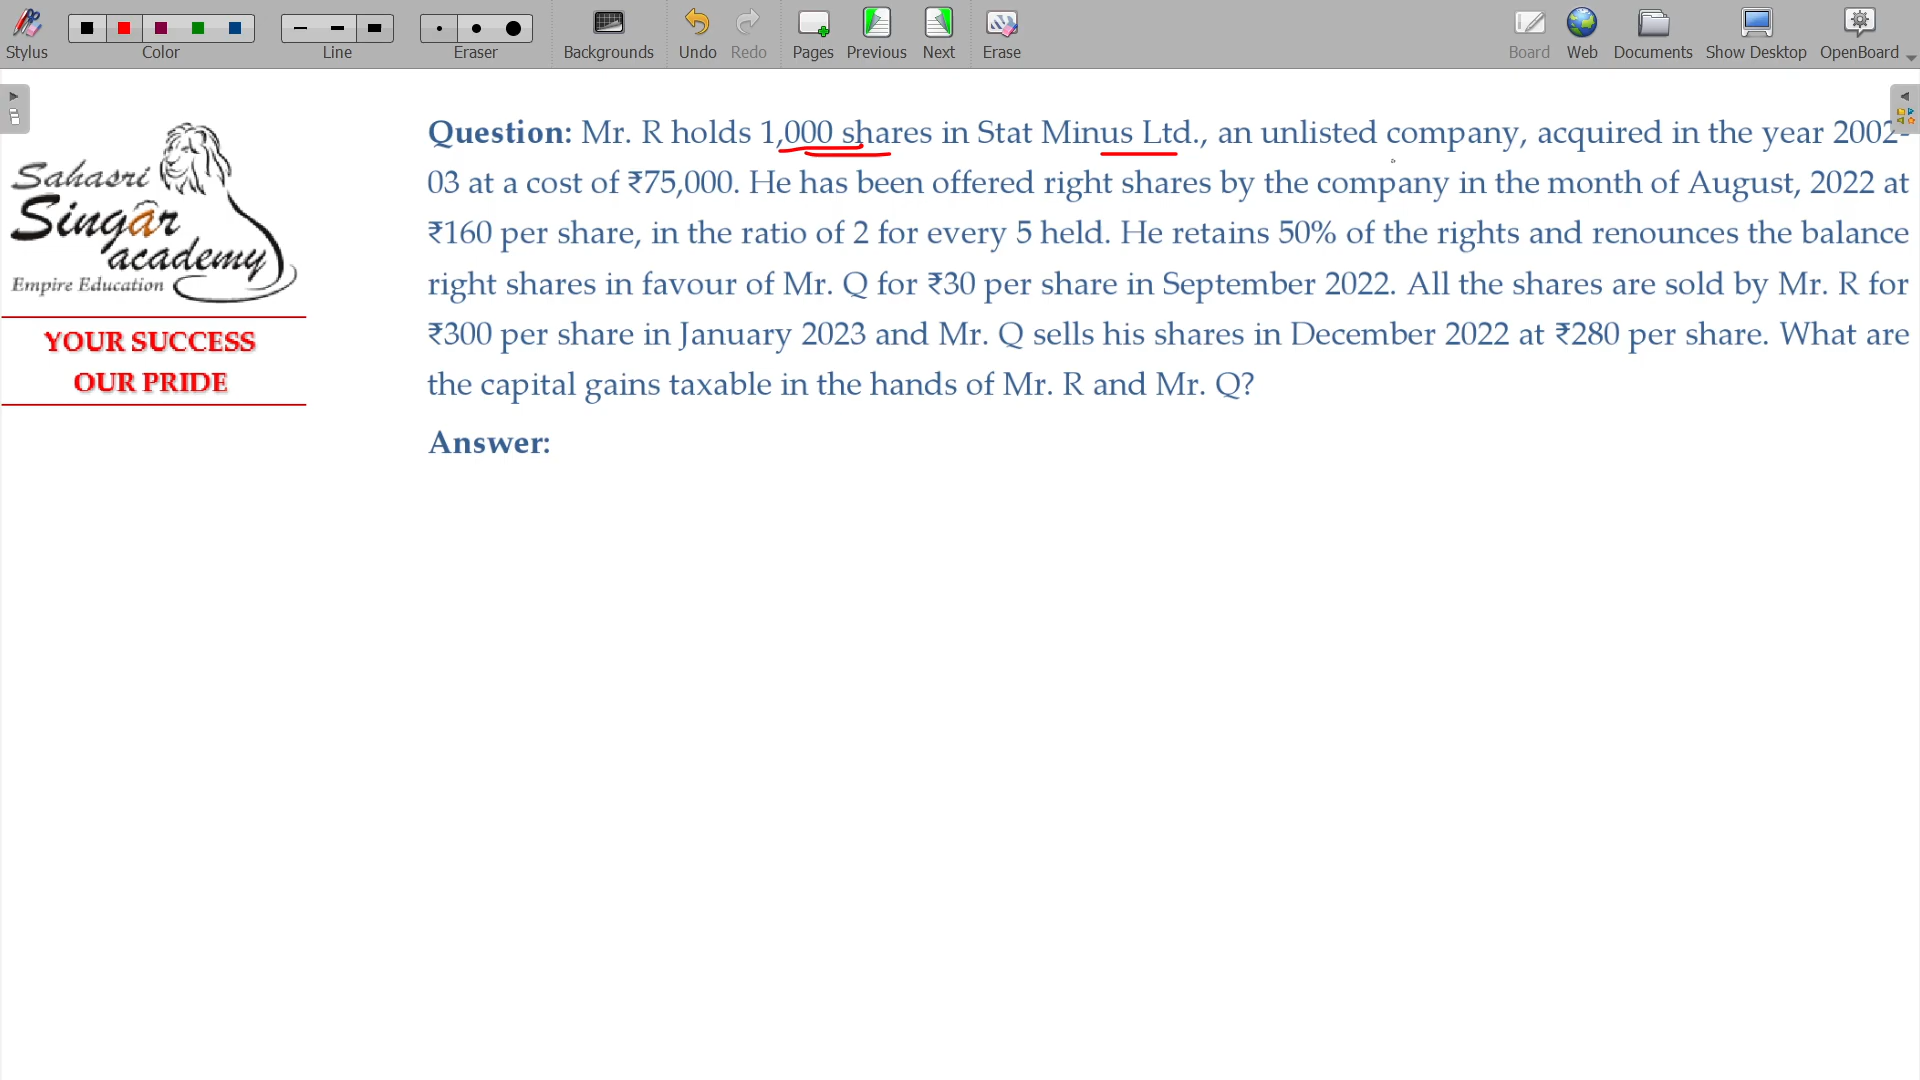 Stylus
Color
Line
Eraser
Backgrounds
Undo
Redo
Pages
Previous
Next
Erase
Board
Web
Documents
Show Desktop
OpenBoard
Sahasri
Singar
academy
Empire Education
YOUR SUCCESS
OUR PRIDE
Question: Mr. R holds 1,000 shares in Stat Minus Ltd., an unlisted company, acquired in the year 2002-
03 at a cost of ₹75,000. He has been offered right shares by the company in the month of August, 2022 at
₹160 per share, in the ratio of 2 for every 5 held. He retains 50% of the rights and renounces the balance
right shares in favour of Mr. Q for ₹30 per share in September 2022. All the shares are sold by Mr. R for
₹300 per share in January 2023 and Mr. Q sells his shares in December 2022 at ₹280 per share. What are
the capital gains taxable in the hands of Mr. R and Mr. Q?
Answer: